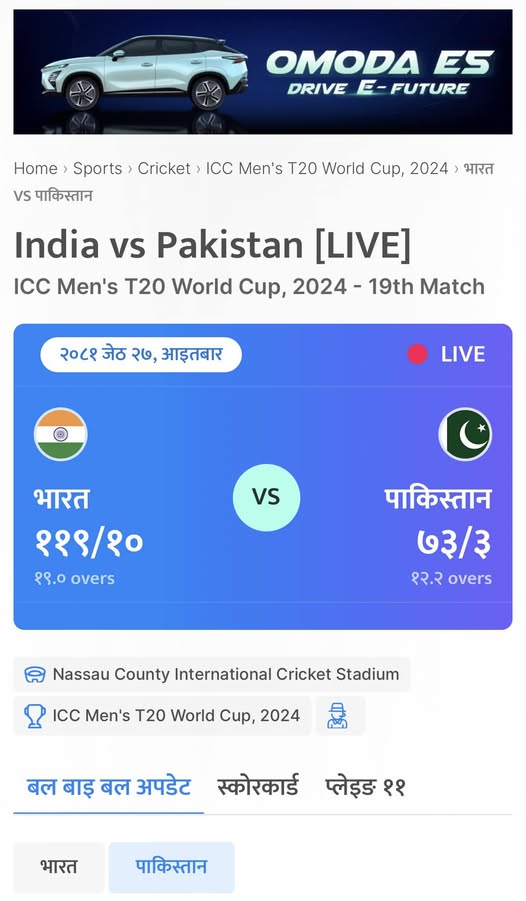 OMODA E5
DRIVE E-FUTURE
Home › Sports › Cricket › ICC Men's T20 World Cup, 2024 › भारत
VS पाकिस्तान
India vs Pakistan [LIVE]
ICC Men's T20 World Cup, 2024 - 19th Match
२०८१ जेठ २७, आइतबार
LIVE
भारत
११९/१०
१९.० overs
VS
पाकिस्तान
७३/३
१२.२ overs
Nassau County International Cricket Stadium
ICC Men's T20 World Cup, 2024
बल बाइ बल अपडेट स्कोरकार्ड प्लेइङ ११
भारत पाकिस्तान